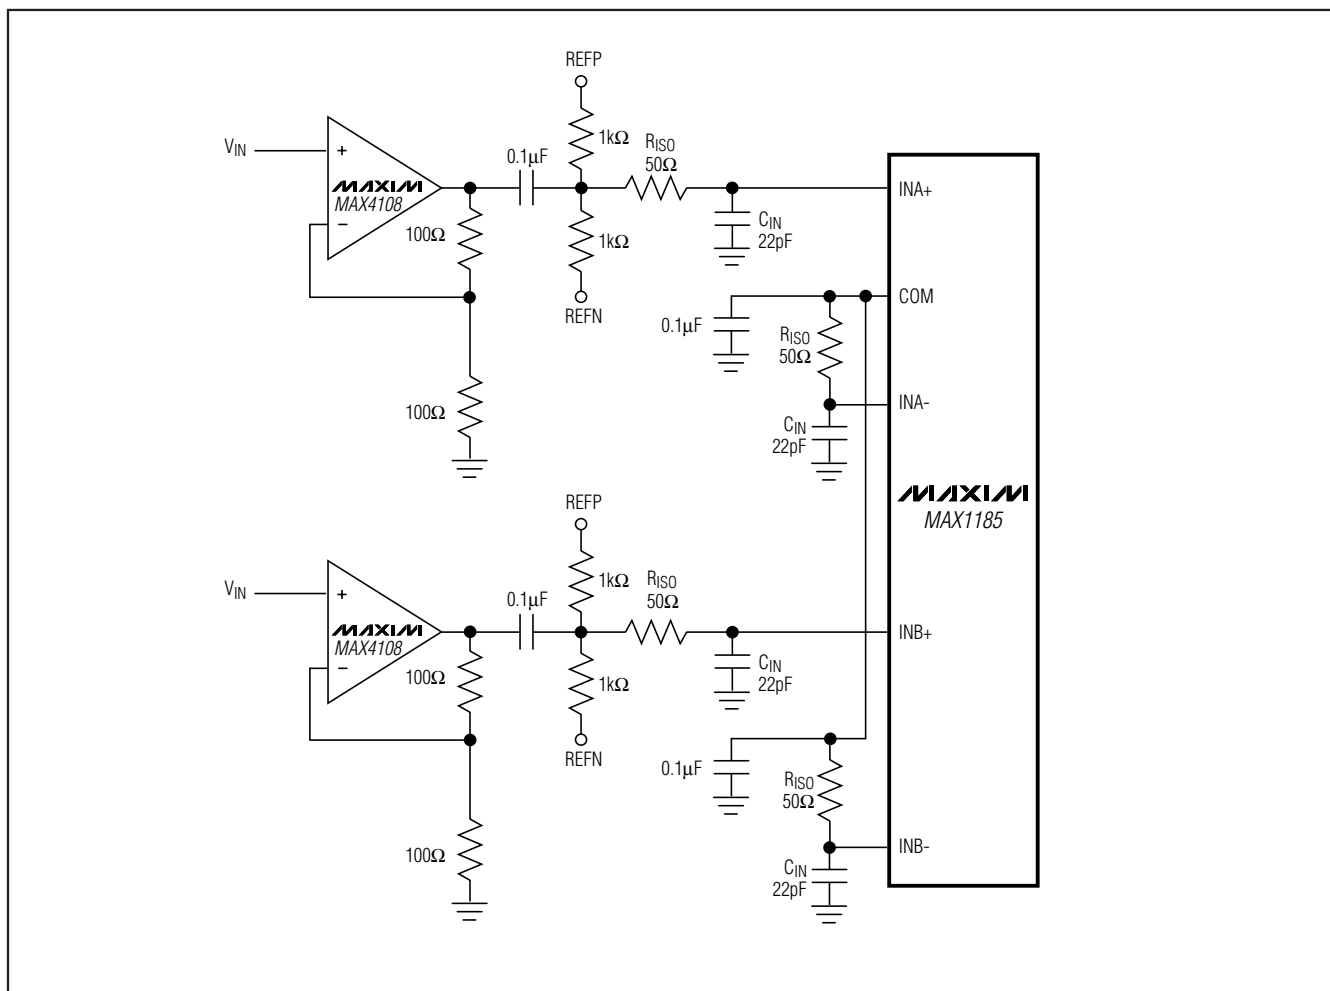 REFP
VIN
+
MAXIM
MAX4108
−
100Ω
100Ω
0.1µF
1kΩ
1kΩ
REFN
RISO
50Ω
CIN
22pF
INA+
COM
0.1µF
RISO
50Ω
INA-
CIN
22pF
MAXIM
MAX1185
REFP
VIN
+
MAXIM
MAX4108
−
100Ω
100Ω
0.1µF
1kΩ
1kΩ
REFN
RISO
50Ω
CIN
22pF
INB+
0.1µF
RISO
50Ω
INB-
CIN
22pF